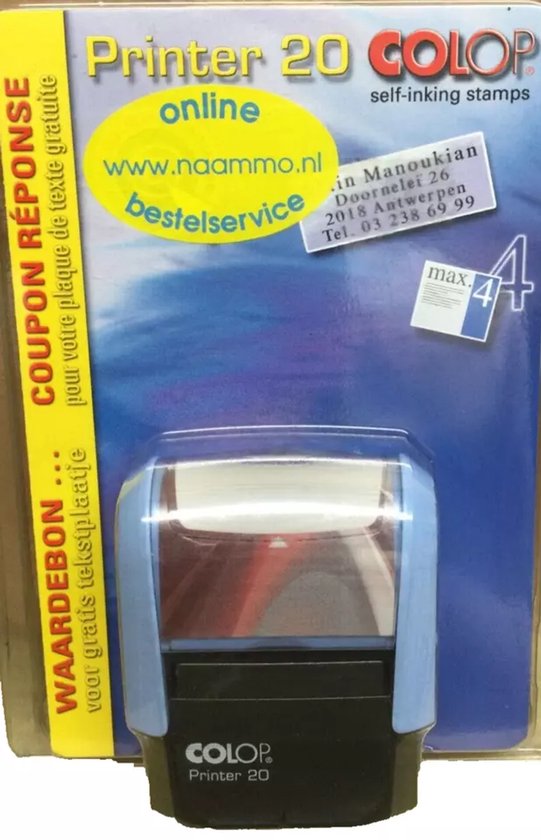 Printer 20 COLOP®
self-inking stamps
online
www.naammo.nl
bestelservice
in Manoukian
Doornelei 26
2018 Antwerpen
Tel. 03 238 69 99
max. 4
4
COUPON RÉPONSE
pour votre plaque de texte gratuite
WAARDEBON ...
voor gratis tekstplaatje
COLOP®
Printer 20